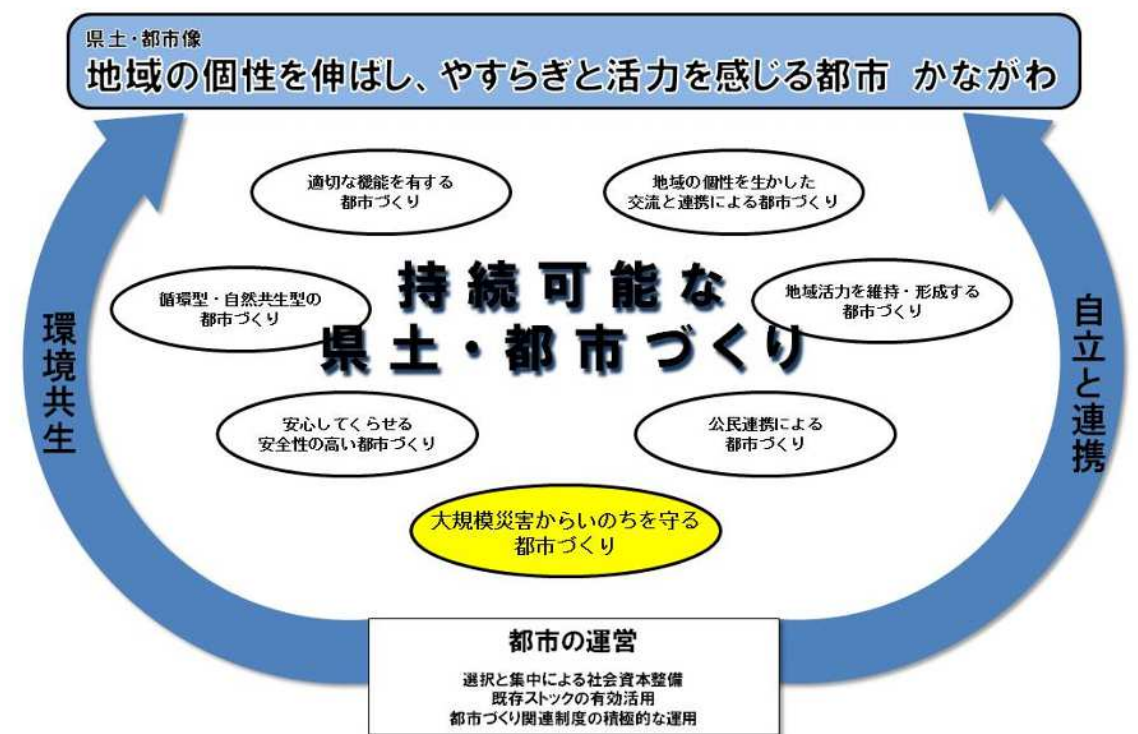 県土・都市像
地域の個性を伸ばし、やすらぎと活力を感じる都市 かながわ
適切な機能を有する
都市づくり
地域の個性を生かした
交流と連携による都市づくり
持続可能な
県土・都市づくり
循環型・自然共生型の
都市づくり
地域活力を維持・形成する
都市づくり
環境共生
自立と連携
安心してくらせる
安全性の高い都市づくり
公民連携による
都市づくり
大規模災害からいのちを守る
都市づくり
都市の運営
選択と集中による社会資本整備
既存ストックの有効活用
都市づくり関連制度の積極的な運用